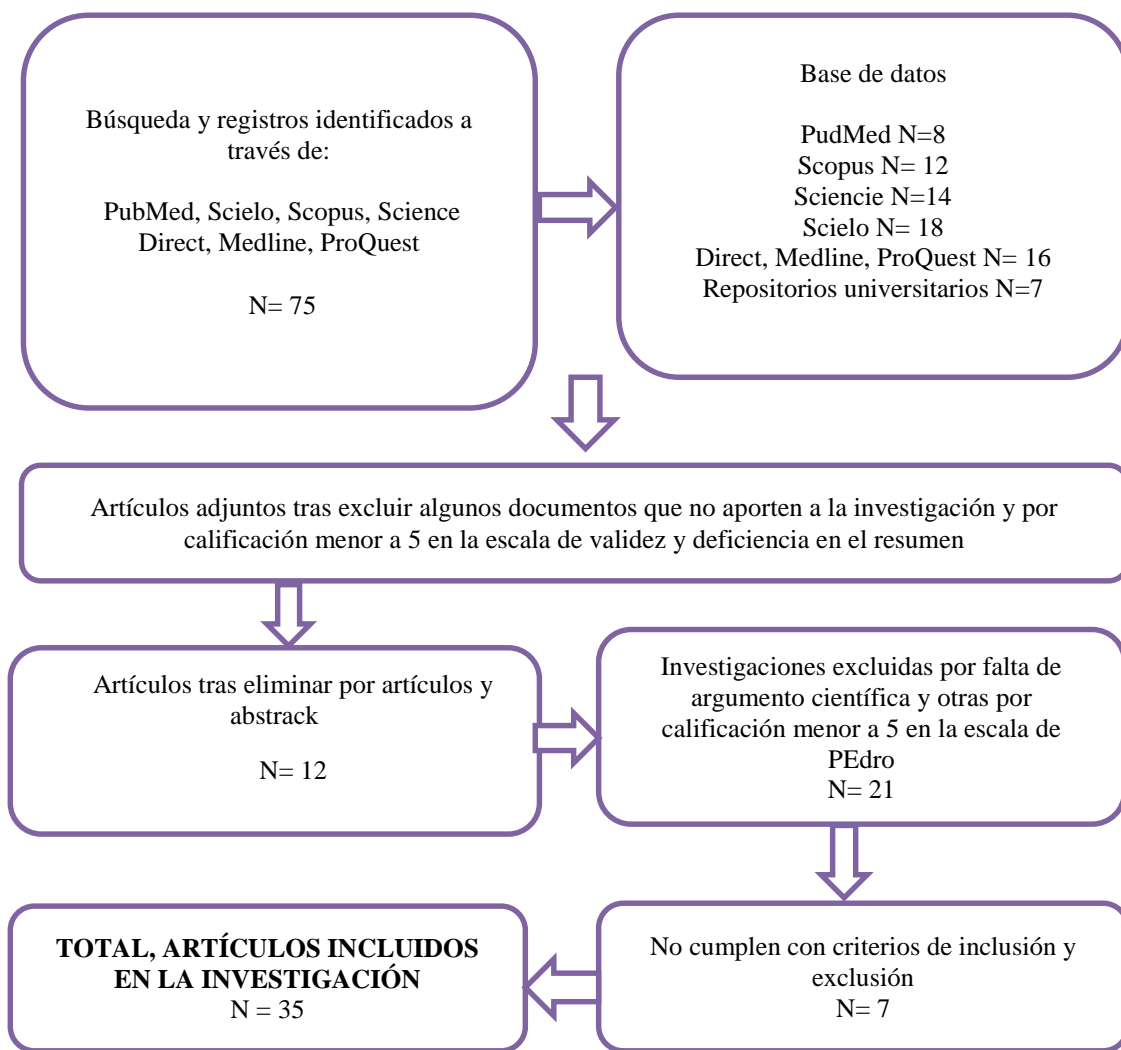 Búsqueda y registros identificados a
través de:
PubMed, Scielo, Scopus, Science
Direct, Medline, ProQuest
N= 75
Base de datos
PudMed N=8
Scopus N= 12
Sciencie N=14
Scielo N= 18
Direct, Medline, ProQuest N= 16
Repositorios universitarios N=7
Artículos adjuntos tras excluir algunos documentos que no aporten a la investigación y por
calificación menor a 5 en la escala de validez y deficiencia en el resumen
Artículos tras eliminar por artículos y
abstrack
N= 12
Investigaciones excluidas por falta de
argumento científica y otras por
calificación menor a 5 en la escala de
PEdro
N= 21
No cumplen con criterios de inclusión y
exclusión
N= 7
TOTAL, ARTÍCULOS INCLUIDOS
EN LA INVESTIGACIÓN
N = 35